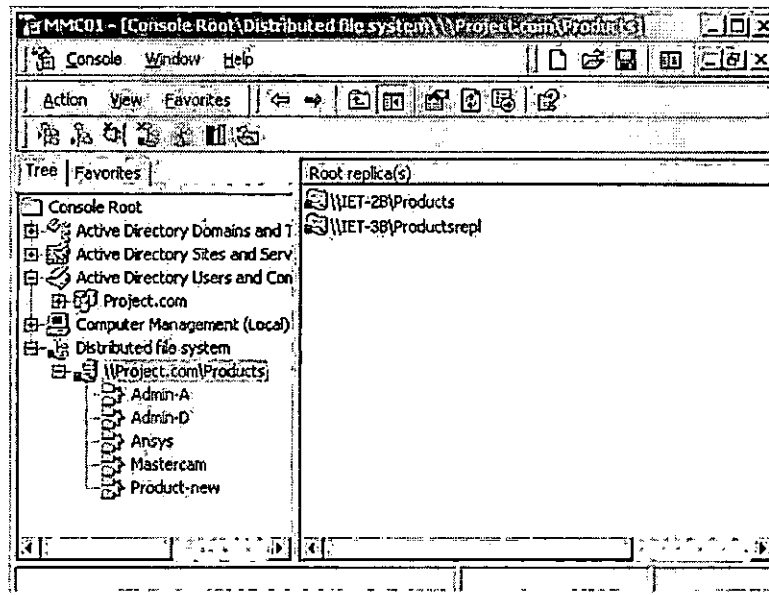 MMC01 - [Console Root\Distributed file system\\\Project.com\Products]
Console Window Help
Action View Favorites
Tree Favorites
Console Root
Active Directory Domains and T
Active Directory Sites and Serv
Active Directory Users and Con
Project.com
Computer Management (Local)
Distributed file system
\\Project.com\Products
Admin-A
Admin-D
Ansys
Mastercam
Product-new
Root replica(s)
\\IET-2B\Products
\\IET-3B\Productsrepl